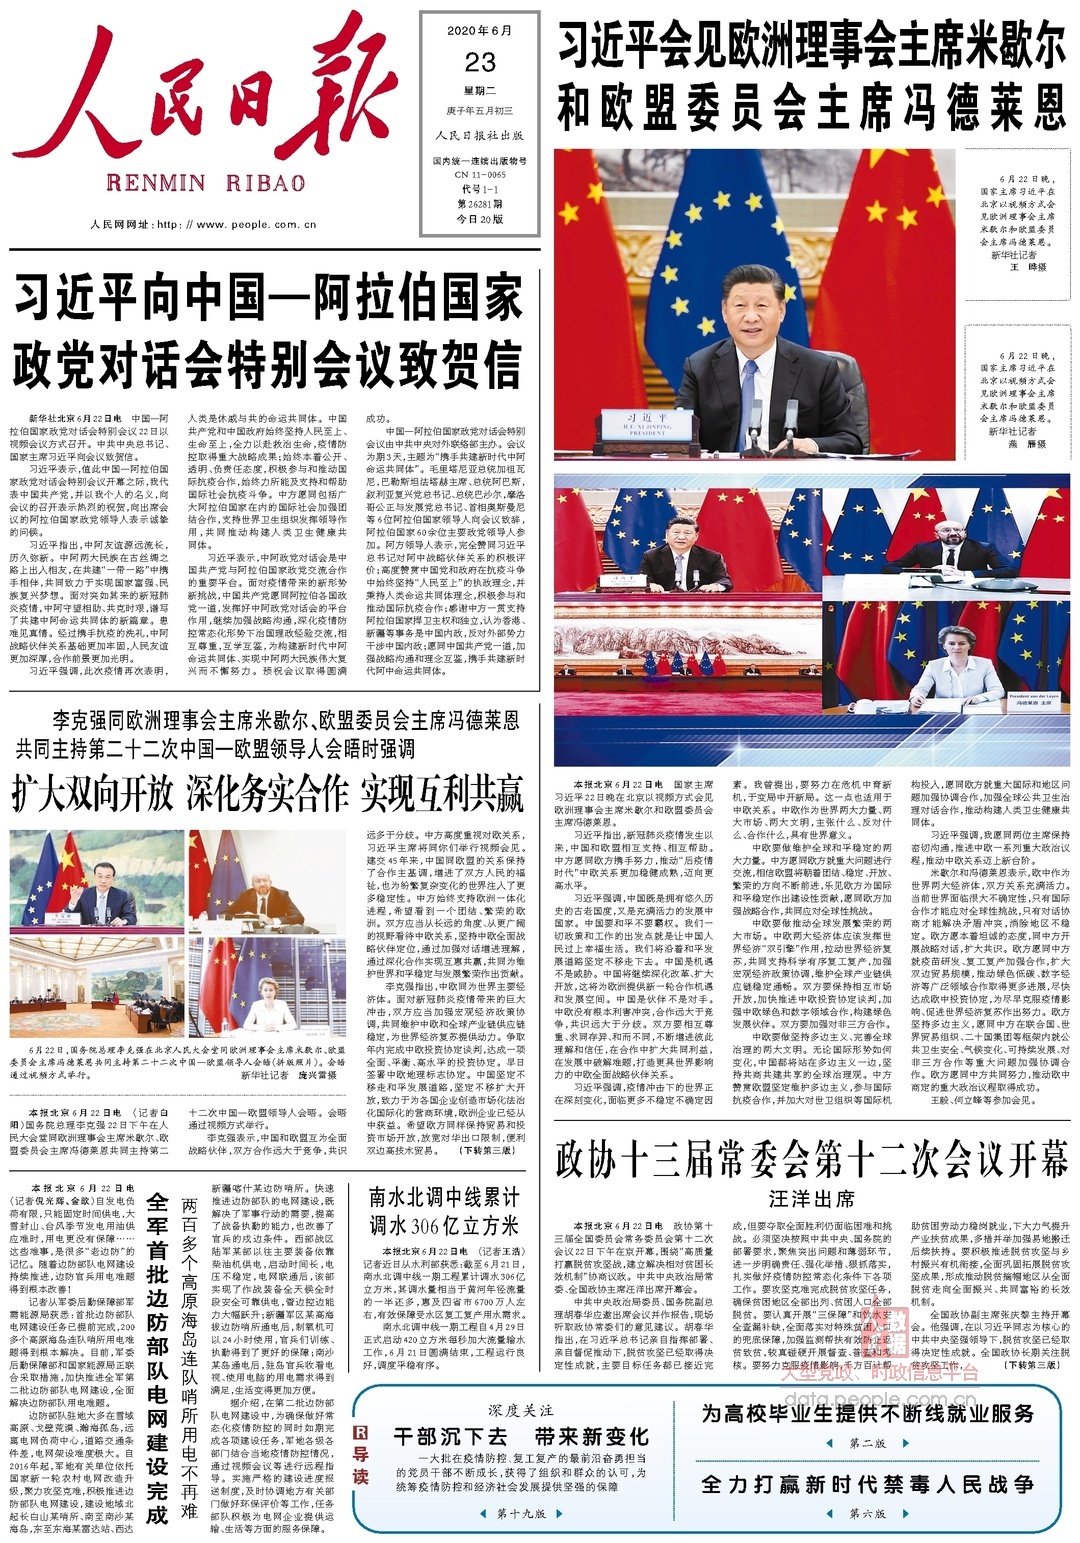 人民日报
RENMIN RIBAO
人民网网址:http://www.people.com.cn
2020年6月
23
星期二
庚子年五月初三
人民日报社出版
国内统一连续出版物号
CN 11-0065
代号1-1
第26281期
今日20版
习近平会见欧洲理事会主席米歇尔
和欧盟委员会主席冯德莱恩
6月22日晚，
国家主席习近平在
北京以视频方式会
见欧洲理事会主席
米歇尔和欧盟委员
会主席冯德莱恩。
新华社记者
王　晔摄
6月22日晚，
国家主席习近平在
北京以视频方式会
见欧洲理事会主席
米歇尔和欧盟委员
会主席冯德莱恩。
新华社记者
燕　雁摄
习近平
H.E. XI JINPING
PRESIDENT
President von der Leyen
冯德莱恩 主席
习近平向中国—阿拉伯国家
政党对话会特别会议致贺信
新华社北京6月22日电　中国—阿
拉伯国家政党对话会特别会议22日以
视频会议方式召开。中共中央总书记、
国家主席习近平向会议致贺信。
习近平表示，值此中国—阿拉伯国
家政党对话会特别会议开幕之际，我代
表中国共产党，并以我个人的名义，向
会议的召开表示热烈的祝贺，向出席会
议的阿拉伯国家政党领导人表示诚挚
的问候。
习近平指出，中阿友谊源远流长，
历久弥新。中阿两大民族在古丝绸之
路上出入相友，在共建“一带一路”中携
手相伴，共同致力于实现国家富强、民
族复兴梦想。面对突如其来的新冠肺
炎疫情，中阿守望相助、共克时艰，谱写
了共建中阿命运共同体的新篇章。患
难见真情。经过携手抗疫的洗礼，中阿
战略伙伴关系基础更加牢固，人民友谊
更加深厚，合作前景更加光明。
习近平强调，此次疫情再次表明，
人类是休戚与共的命运共同体。中国
共产党和中国政府始终坚持人民至上、
生命至上，全力以赴救治生命，疫情防
控取得重大战略成果；始终本着公开、
透明、负责任态度，积极参与和推动国
际抗疫合作，始终力所能及支持和帮助
国际社会抗疫斗争。中方愿同包括广
大阿拉伯国家在内的国际社会加强团
结合作，支持世界卫生组织发挥领导作
用，共同推动构建人类卫生健康共
同体。
习近平表示，中阿政党对话会是中
国共产党与阿拉伯国家政党交流合作
的重要平台。面对疫情带来的新形势
新挑战，中国共产党愿同阿拉伯各国政
党一道，发挥好中阿政党对话会的平台
作用，继续加强战略沟通，深化疫情防
控常态化形势下治国理政经验交流，相
互尊重，互学互鉴，为构建新时代中阿
命运共同体、实现中阿两大民族伟大复
兴而不懈努力。预祝会议取得圆满
成功。
中国—阿拉伯国家政党对话会特别
会议由中共中央对外联络部主办。会议
为期3天，主题为“携手共建新时代中阿
命运共同体”。毛里塔尼亚总统加兹瓦
尼，巴勒斯坦法塔赫主席、总统阿巴斯，
叙利亚复兴党总书记、总统巴沙尔，摩洛
哥公正与发展党总书记、首相奥斯曼尼
等6位阿拉伯国家领导人向会议致辞，
阿拉伯国家60余位主要政党领导人参
加。阿方领导人表示，完全赞同习近平
总书记对阿中战略伙伴关系的积极评
价；高度赞赏中国党和政府在抗疫斗争
中始终坚持“人民至上”的执政理念，并
秉持人类命运共同体理念，积极参与和
推动国际抗疫合作；感谢中方一贯支持
阿拉伯国家捍卫主权和独立，认为香港、
新疆等事务是中国内政，反对外部势力
干涉中国内政；愿同中国共产党一道，加
强战略沟通和理念互鉴，携手共建新时
代阿中命运共同体。
李克强同欧洲理事会主席米歇尔、欧盟委员会主席冯德莱恩
共同主持第二十二次中国—欧盟领导人会晤时强调
扩大双向开放 深化务实合作 实现互利共赢
6月22日，国务院总理李克强在北京人民大会堂同欧洲理事会主席米歇尔、欧盟
委员会主席冯德莱恩共同主持第二十二次中国—欧盟领导人会晤（拼版照片）。会晤
通过视频方式举行。
新华社记者　庞兴雷摄
本报北京6月22日电　（记者白
阳）国务院总理李克强22日下午在人
民大会堂同欧洲理事会主席米歇尔、欧
盟委员会主席冯德莱恩共同主持第二
十二次中国—欧盟领导人会晤。会晤
通过视频方式举行。
李克强表示，中国和欧盟互为全面
战略伙伴，双方合作远大于竞争，共识
远多于分歧。中方高度重视对欧关系，
习近平主席将同你们举行视频会见。
建交45年来，中国同欧盟的关系保持
了合作主基调，增进了双方人民的福
祉，也为纷繁复杂变化的世界注入了更
多稳定性。中方始终支持欧洲一体化
进程，希望看到一个团结、繁荣的欧
洲。双方应当从长远的角度、从更广阔
的视野看待中欧关系，坚持中欧全面战
略伙伴定位，通过加强对话增进理解，
通过深化合作实现互惠共赢，共同为维
护世界和平稳定与发展繁荣作出贡献。
李克强指出，中欧同为世界主要经
济体。面对新冠肺炎疫情带来的巨大
冲击，双方应当加强宏观经济政策协
调，共同维护中欧和全球产业链供应链
稳定，为世界经济复苏提供动力。争取
年内完成中欧投资协定谈判，达成一项
全面、平衡、高水平的投资协定。早日
签署中欧地理标志协定。中国坚定不
移走和平发展道路，坚定不移扩大开
放，致力于为各国企业创造市场化法治
化国际化的营商环境，欧洲企业已经从
中获益。希望欧方同样保持贸易和投
资市场开放，放宽对华出口限制，便利
双边高技术贸易。　（下转第三版）
本报北京6月22日电　国家主席
习近平22日晚在北京以视频方式会见
欧洲理事会主席米歇尔和欧盟委员会
主席冯德莱恩。
习近平指出，新冠肺炎疫情发生以
来，中国和欧盟相互支持、相互帮助。
中方愿同欧方携手努力，推动“后疫情
时代”中欧关系更加稳健成熟，迈向更
高水平。
习近平强调，中国既是拥有悠久历
史的古老国度，又是充满活力的发展中
国家。中国要和平不要霸权。我们一
切政策和工作的出发点就是让中国人
民过上幸福生活。我们将沿着和平发
展道路坚定不移走下去。中国是机遇
不是威胁。中国将继续深化改革、扩大
开放，这将为欧洲提供新一轮合作机遇
和发展空间。中国是伙伴不是对手。
中欧没有根本利害冲突，合作远大于竞
争，共识远大于分歧。双方要相互尊
重、求同存异、和而不同，不断增进彼此
理解和信任，在合作中扩大共同利益，
在发展中破解难题，打造更具世界影响
力的中欧全面战略伙伴关系。
习近平强调，疫情冲击下的世界正
在深刻变化，面临更多不稳定不确定因
素。我曾提出，要努力在危机中育新
机，于变局中开新局。这一点也适用于
中欧关系。中欧作为世界两大力量、两
大市场、两大文明，主张什么、反对什
么、合作什么，具有世界意义。
中欧要做维护全球和平稳定的两
大力量。中方愿同欧方就重大问题进行
交流，相信欧盟将朝着团结、稳定、开放、
繁荣的方向不断前进，乐见欧方为国际
和平稳定作出建设性贡献，愿同欧方加
强战略合作，共同应对全球性挑战。
中欧要做推动全球发展繁荣的两
大市场。中欧两大经济体应该发挥世
界经济“双引擎”作用，拉动世界经济复
苏，共同支持科学有序复工复产，加强
宏观经济政策协调，维护全球产业链供
应链稳定通畅。双方要保持相互市场
开放，加快推进中欧投资协定谈判，加
强中欧绿色和数字领域合作，构建绿色
发展伙伴。双方要加强对非三方合作。
中欧要做坚持多边主义、完善全球
治理的两大文明。无论国际形势如何
变化，中国都将站在多边主义一边，坚
持共商共建共享的全球治理观。中方
赞赏欧盟坚定维护多边主义，参与国际
抗疫合作，并加大对世卫组织等国际机
构投入，愿同欧方就重大国际和地区问
题加强协调合作，加强全球公共卫生治
理对话合作，推动构建人类卫生健康共
同体。
习近平强调，我愿同两位主席保持
密切沟通，推进中欧一系列重大政治议
程，推动中欧关系迈上新台阶。
米歇尔和冯德莱恩表示，欧中作为
世界两大经济体，双方关系充满活力。
当前世界面临很大不确定性，只有国际
合作才能应对全球性挑战，只有对话协
商才能解决矛盾冲突，消除地区不稳
定。欧方愿本着坦诚的态度，同中方开
展战略对话，扩大共识。欧方愿同中方
就疫苗研发、复工复产加强合作，扩大
双边贸易规模，推动绿色低碳、数字经
济等广泛领域合作取得更多进展，尽快
达成欧中投资协定，为尽早克服疫情影
响、促进世界经济复苏作出努力。欧方
坚持多边主义，愿同中方在联合国、世
界贸易组织、二十国集团等框架内就公
共卫生安全、气候变化、可持续发展、对
非三方合作等重大问题加强协调合
作。欧方愿同中方共同努力，推动欧中
商定的重大政治议程取得成功。
王毅、何立峰等参加会见。
政协十三届常委会第十二次会议开幕
汪洋出席
本报北京6月22日电　政协第十
三届全国委员会常务委员会第十二次
会议22日下午在京开幕，围绕“高质量
打赢脱贫攻坚战，建立解决相对贫困长
效机制”协商议政。中共中央政治局常
委、全国政协主席汪洋出席开幕会。
中共中央政治局委员、国务院副总
理胡春华应邀出席会议并作报告，现场
听取政协常委们的意见建议。胡春华
指出，在习近平总书记亲自指挥部署、
亲自督促推动下，脱贫攻坚已经取得决
定性成就，主要目标任务都已接近完
成，但要夺取全面胜利仍面临困难和挑
战。必须坚决按照中共中央、国务院的
部署要求，聚焦突出问题和薄弱环节，
进一步明确责任、强化举措、狠抓落实，
扎实做好疫情防控常态化条件下各项
工作。要攻坚克难完成脱贫攻坚任务，
确保贫困地区全部出列、贫困人口全部
脱贫。要认真开展“三保障”和饮水安
全查漏补缺，全面落实对特殊贫困人口
的兜底保障，加强监测帮扶有效防止返
贫致贫，较真碰硬开展督查、普查和考
核。要努力克服疫情影响，千方百计帮
助贫困劳动力稳岗就业，下大力气提升
产业扶贫成果，多措并举加强易地搬迁
后续扶持。要积极推进脱贫攻坚与乡
村振兴有机衔接，全面巩固拓展脱贫攻
坚成果，形成推动脱贫摘帽地区从全面
脱贫走向全面振兴、共同富裕的长效
机制。
全国政协副主席张庆黎主持开幕
会。他强调，在以习近平同志为核心的
中共中央坚强领导下，脱贫攻坚已经取
得决定性成就。全国政协长期关注脱
贫攻坚工作，　（下转第三版）
大型党政、时政信息平台
data.people.com.cn
全军首批边防部队电网建设完成
两百多个高原海岛连队哨所用电不再难
本报北京6月22日电
（记者倪光辉、金歆）自发电负
荷有限，只能固定时间供电，大
雪封山、台风季节发电用油供
应难时，用电更没有保障……
这些难事，是很多“老边防”的
记忆。随着边防部队电网建设
持续推进，边防官兵用电难题
得到根本改善！
记者从军委后勤保障部军
需能源局获悉：首批边防部队
电网建设任务已提前完成，200
多个高原海岛连队哨所用电难
题得到根本解决。目前，军委
后勤保障部和国家能源局正联
合采取措施，加快推进全军第
二批边防部队电网建设，全面
解决边防部队用电难题。
边防部队驻地大多在雪域
高原、戈壁荒漠、瀚海孤岛，远
离电网负荷中心，道路交通条
件差，电网架设难度极大。自
2016年起，军地有关单位依托
国家新一轮农村电网改造升
级，聚力攻坚克难，积极推进边
防部队电网建设，建设地域北
起长白山某哨所、南至南沙某
海岛，东至东海某雷达站、西达
新疆喀什某边防哨所。快速
推进边防部队的电网建设，既
解决了军事行动的需要，提高
了战备执勤的能力，也改善了
官兵的戍边条件。西部战区
陆军某部以往主要装备依靠
柴油机供电，启动时间长，电
压不稳定，电网联通后，该部
实现了作战装备全天候全时
段安全可靠供电，管边控边能
力大幅跃升；新疆军区某高海
拔边防哨所通电后，制氧机可
以24小时使用，官兵们训练、
执勤得到了更好的保障；南沙
某岛通电后，驻岛官兵收看电
视、使用电脑的用电需求得到
满足，生活变得更加方便。
据介绍，在第二批边防部
队电网建设中，为确保做好常
态化疫情防控的同时如期完
成各项建设任务，军地各级各
部门结合当地疫情防控情况，
通过视频会议等进行远程指
导。实施严格的建设进度报
送制度，及时协调地方有关部
门做好环保评价等工作，任务
部队积极为电网企业提供运
输、生活等方面的服务保障。
南水北调中线累计
调水306亿立方米
本报北京6月22日电　（记者王浩）
记者近日从水利部获悉：截至6月21日，
南水北调中线一期工程累计调水306亿
立方米，其调水量相当于黄河年径流量
的一半还多，惠及四省市6700万人左
右，有效保障受水区复工复产用水需求。
南水北调中线一期工程自4月29日
正式启动420立方米每秒加大流量输水
工作，6月21日圆满结束，工程运行良
好，调度平稳有序。
导读
深度关注
干部沉下去　带来新变化
一大批在疫情防控、复工复产的最前沿奋勇担当
的党员干部不断成长，获得了组织和群众的认可，为
统筹疫情防控和经济社会发展提供坚强的保障
第十九版
为高校毕业生提供不断线就业服务
第二版
全力打赢新时代禁毒人民战争
第六版